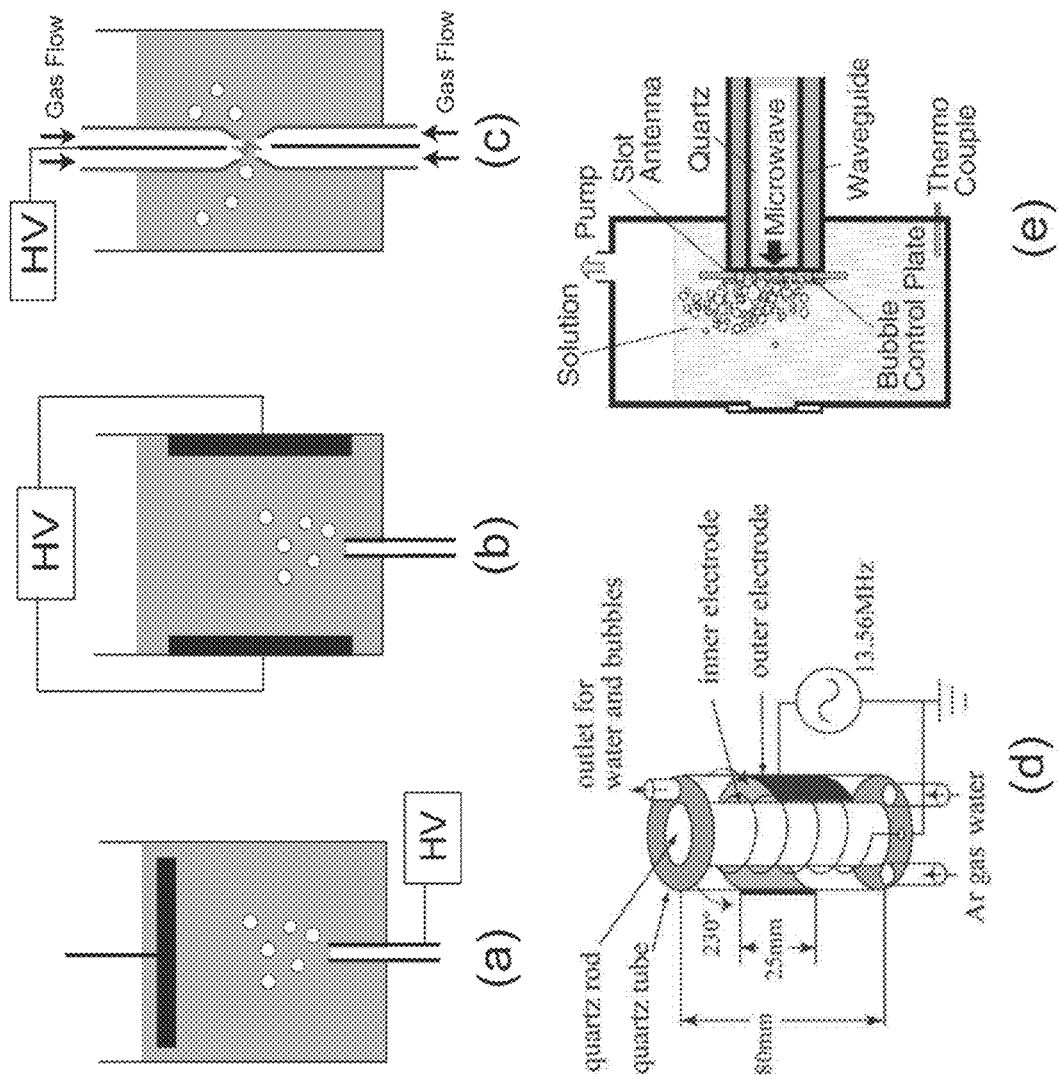 HV
(a)
HV
(b)
Gas Flow
HV
Gas Flow
(c)
quartz rod
quartz tube
outlet for
water and bubbles
inner electrode
outer electrode
230°
25mm
80mm
13.56MHz
Ar gas water
(d)
Solution
Pump
Slot
Antenna
Quartz
Microwave
Waveguide
Bubble
Control Plate
Thermo
Couple
(e)